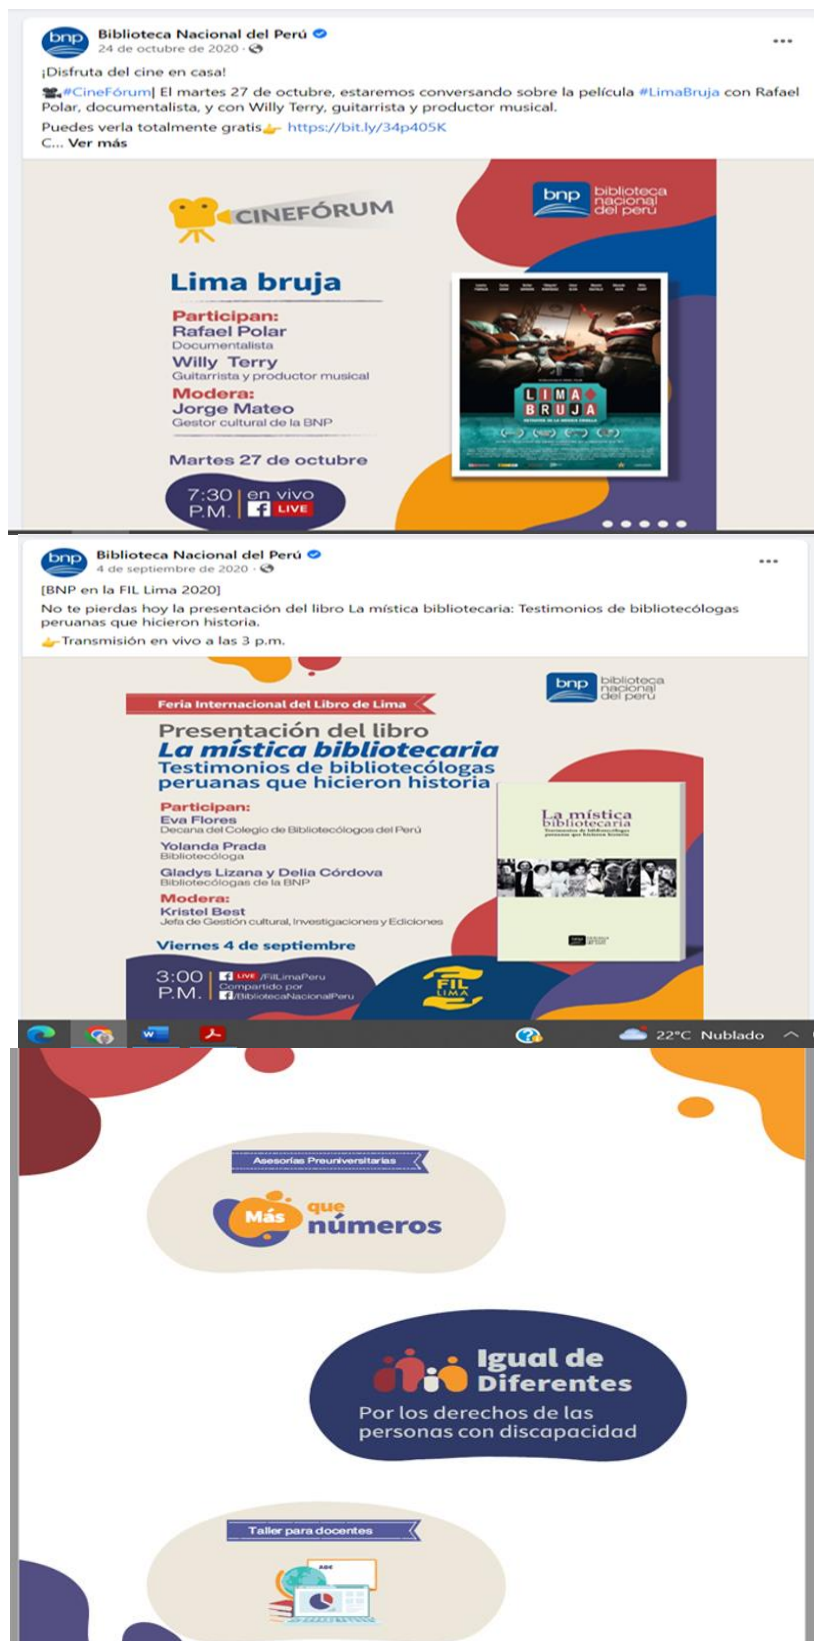 bnp
Biblioteca Nacional del Perú
24 de octubre de 2020 ·
¡Disfruta del cine en casa!
#CineFórum| El martes 27 de octubre, estaremos conversando sobre la película #LimaBruja con Rafael
Polar, documentalista, y con Willy Terry, guitarrista y productor musical.
Puedes verla totalmente gratis https://bit.ly/34p405K
C... Ver más
CINEFÓRUM
bnp biblioteca
nacional
del perú
Lima bruja
Participan:
Rafael Polar
Documentalista
Willy Terry
Guitarrista y productor musical
Modera:
Jorge Mateo
Gestor cultural de la BNP
Martes 27 de octubre
7:30 P.M.
en vivo
f LIVE
LIMA
BRUJA
bnp
Biblioteca Nacional del Perú
4 de septiembre de 2020 ·
[BNP en la FIL Lima 2020]
No te pierdas hoy la presentación del libro La mística bibliotecaria: Testimonios de bibliotecólogas
peruanas que hicieron historia.
Transmisión en vivo a las 3 p.m.
bnp biblioteca
nacional
del perú
Feria Internacional del Libro de Lima
Presentación del libro
La mística bibliotecaria
Testimonios de bibliotecólogas
peruanas que hicieron historia
Participan:
Eva Flores
Decana del Colegio de Bibliotecólogos del Perú
Yolanda Prada
Bibliotecóloga
Gladys Lizana y Delia Córdova
Bibliotecólogas de la BNP
Modera:
Kristel Best
Jefa de Gestión cultural, Investigaciones y Ediciones
Viernes 4 de septiembre
3:00 P.M.
f LIVE /FilLimaPeru
Compartido por
f/BibliotecaNacionalPeru
La mística
bibliotecaria
Testimonios de bibliotecólogas
peruanas que hicieron historia
FIL
LIMA
22°C Nublado
Asesorías Preuniversitarias
Más que
números
Igual de
Diferentes
Por los derechos de las
personas con discapacidad
Taller para docentes
ABC